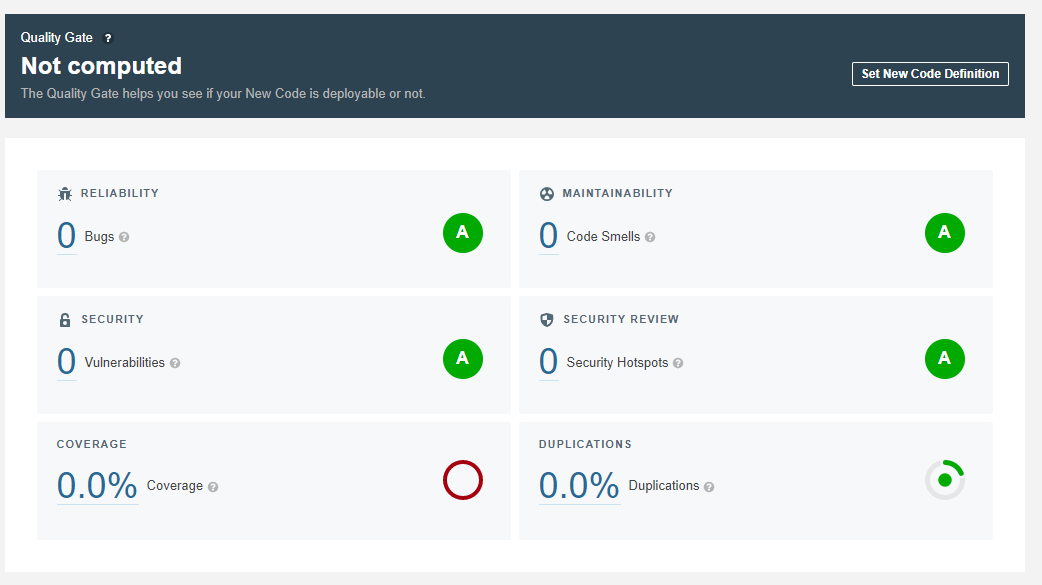 Quality Gate ?
Not computed
The Quality Gate helps you see if your New Code is deployable or not.
Set New Code Definition
RELIABILITY
0 Bugs ?
A
MAINTAINABILITY
0 Code Smells ?
A
SECURITY
0 Vulnerabilities ?
A
SECURITY REVIEW
0 Security Hotspots ?
A
COVERAGE
0.0% Coverage ?
DUPLICATIONS
0.0% Duplications ?